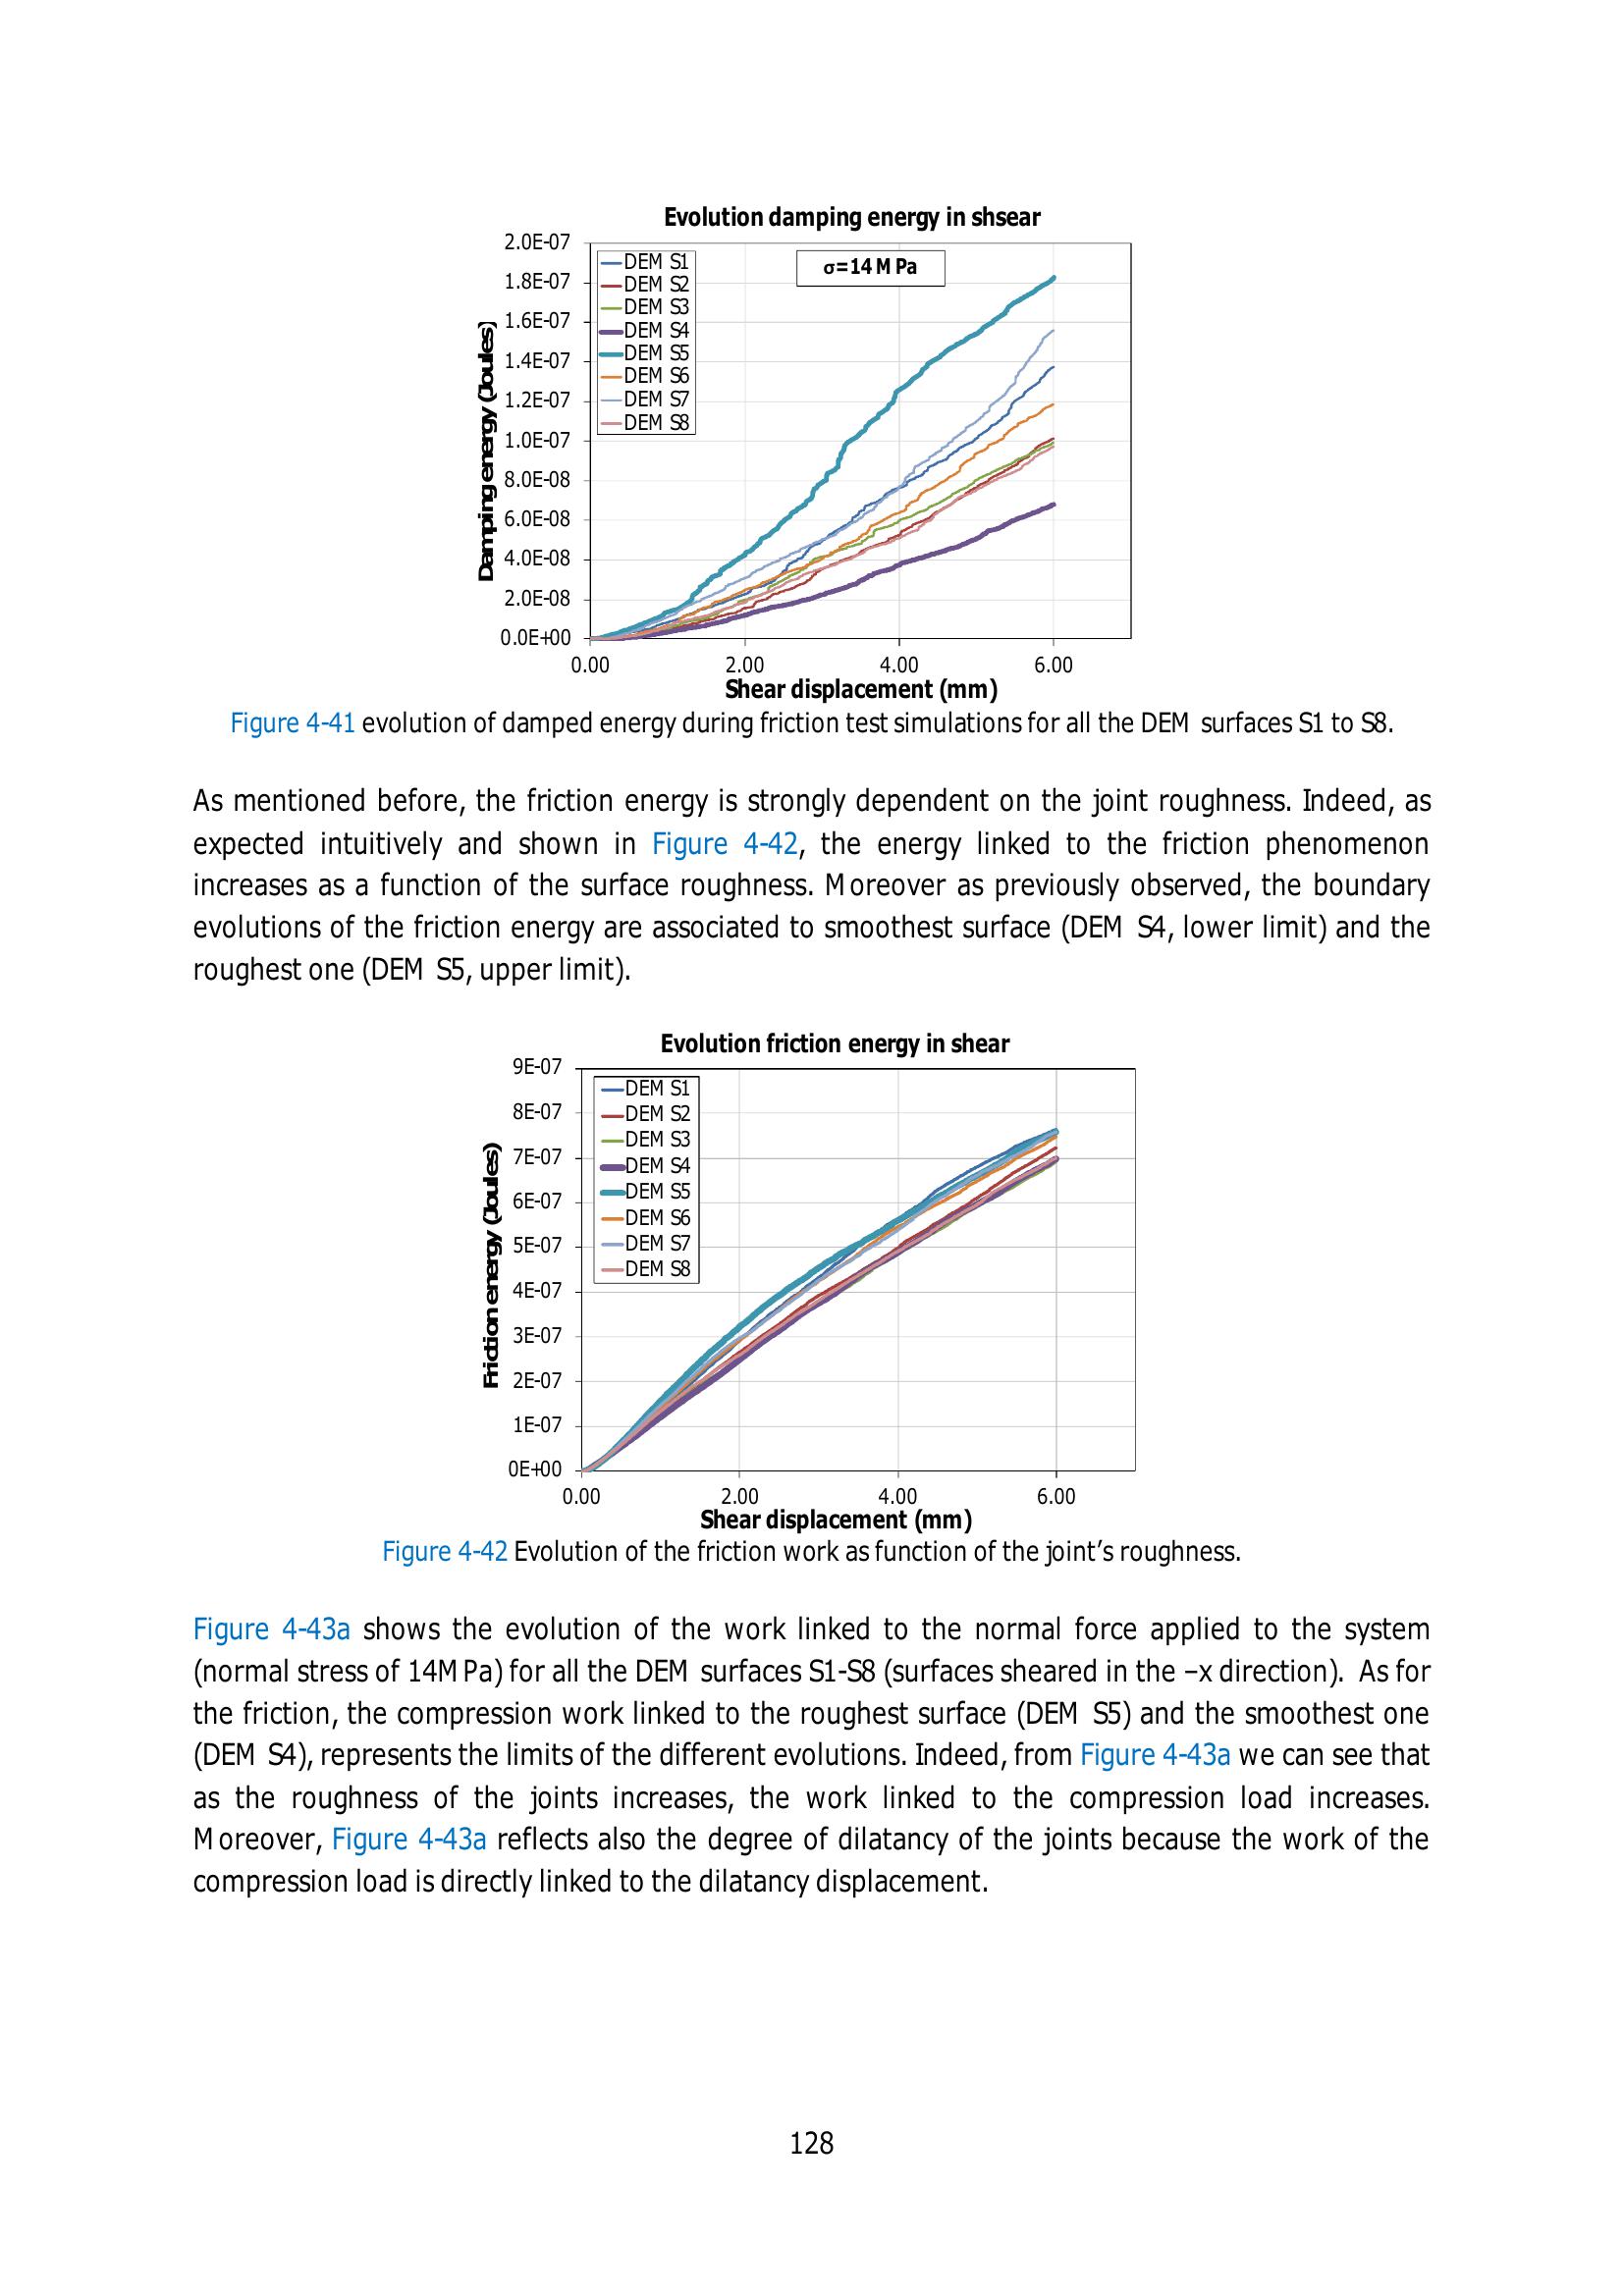 Evolution damping energy in shsear
2.0E-07
1.8E-07
1.6E-07
1.4E-07
1.2E-07
1.0E-07
8.0E-08
6.0E-08
4.0E-08
2.0E-08
0.0E+00
Damping energy (Joules)
DEM S1
DEM S2
DEM S3
DEM S4
DEM S5
DEM S6
DEM S7
DEM S8
σ=14 MPa
0.00 2.00 4.00 6.00
Shear displacement (mm)
Figure 4-41 evolution of damped energy during friction test simulations for all the DEM S1 to S8.
As mentioned before, the friction energy is strongly dependent on the joint roughness. Indeed, as
expected intuitively and shown in Figure 4-42, the energy linked to the friction phenomenon
increases as a function of the surface roughness. Moreover as previously observed, the boundary
evolutions of the friction energy are associated to smoothest surface (DEM S4, lower limit) and the
roughest one (DEM S5, upper limit).
Evolution friction energy in shear
9E-07
8E-07
7E-07
6E-07
5E-07
4E-07
3E-07
2E-07
1E-07
0E+00
Friction energy (Joules)
DEM S1
DEM S2
DEM S3
DEM S4
DEM S5
DEM S6
DEM S7
DEM S8
0.00 2.00 4.00 6.00
Shear displacement (mm)
Figure 4-42 Evolution of the friction work as function of the joint's roughness.
Figure 4-43a shows the evolution of the work linked to the normal force applied to the system
(normal stress of 14MPa) for all the DEM surfaces S1-S8 (surfaces sheared in the –x direction). As for
the friction, the compression work linked to the roughest surface (DEM S5) and the smoothest one
(DEM S4), represents the limits of the different evolutions. Indeed, from Figure 4-43a we can see that
as the roughness of the joints increases, the work linked to the compression load increases.
Moreover, Figure 4-43a reflects also the degree of dilatancy of the joints because the work of the
compression load is directly linked to the dilatancy displacement.
128